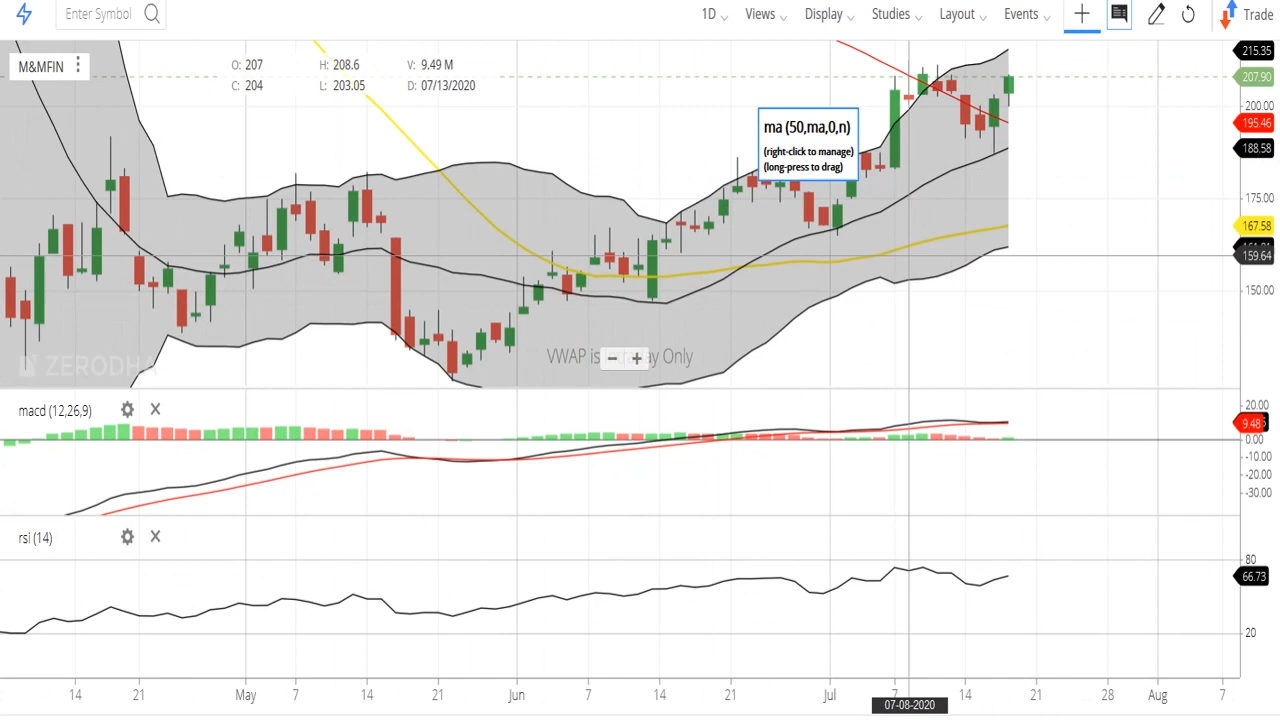 Enter Symbol 1D Views Display Studies Layout Events Trade
M&MFIN O: 207 H: 208.6 V: 9.49 M
C: 204 L: 203.05 D: 07/13/2020
ma (50,ma,0,n)
(right-click to manage)
(long-press to drag)
215.35
207.90
200.00
195.46
188.58
175.00
167.58
159.64
150.00
ZERODHA
VWAP is
ay Only
macd (12,26,9)
20.00
9.48
0.00
-10.00
-20.00
-30.00
rsi (14)
80
66.73
20
14 21 May 7 14 21 Jun 7 14 21 Jul 7 14 21 28 Aug 7
07-08-2020